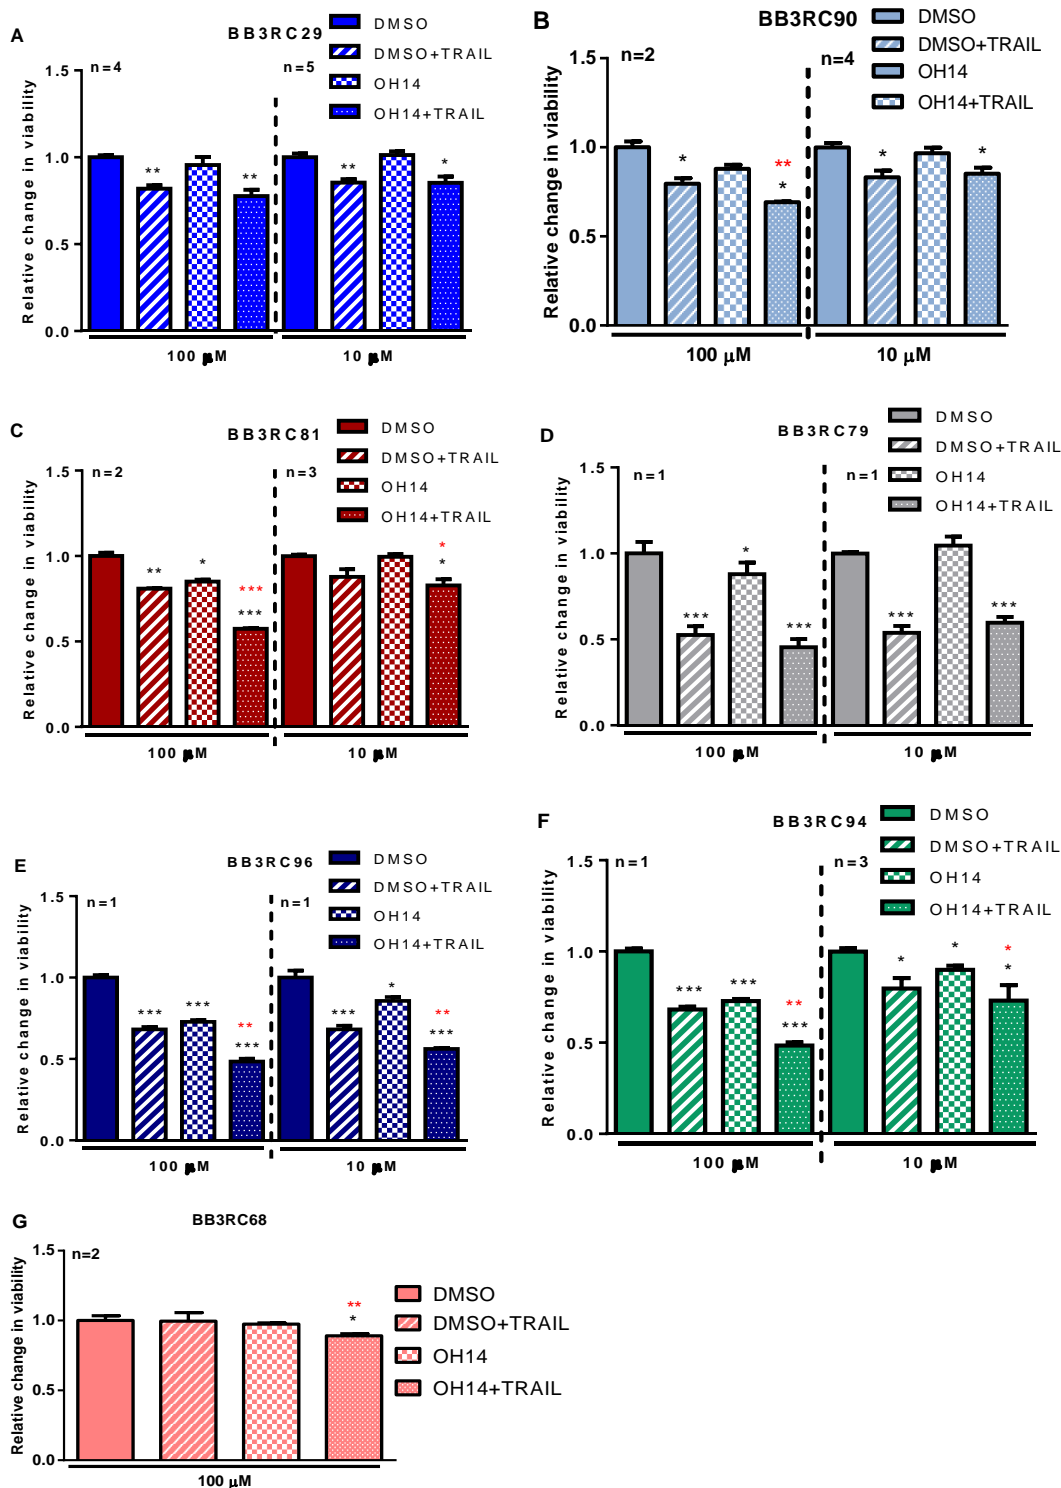 A
BB3RC29
DMSO
DMSO+TRAIL
OH14
OH14+TRAIL
n=4
n=5
Relative change in viability
1.5
1.0
0.5
0.0
**
**
**
*
100 µM
10 µM
B
BB3RC90
DMSO
DMSO+TRAIL
OH14
OH14+TRAIL
n=2
n=4
Relative change in viability
1.5
1.0
0.5
0.0
*
**
*
*
*
100 µM
10 µM
C
BB3RC81
DMSO
DMSO+TRAIL
OH14
OH14+TRAIL
n=2
n=3
Relative change in viability
1.5
1.0
0.5
0.0
**
*
***
***
*
*
100 µM
10 µM
D
BB3RC79
DMSO
DMSO+TRAIL
OH14
OH14+TRAIL
n=1
n=1
Relative change in viability
1.5
1.0
0.5
0.0
***
*
***
***
***
100 µM
10 µM
E
BB3RC96
DMSO
DMSO+TRAIL
OH14
OH14+TRAIL
n=1
n=1
Relative change in viability
1.5
1.0
0.5
0.0
***
***
**
***
***
*
**
***
100 µM
10 µM
F
BB3RC94
DMSO
DMSO+TRAIL
OH14
OH14+TRAIL
n=1
n=3
Relative change in viability
1.5
1.0
0.5
0.0
***
***
**
***
*
*
*
*
100 µM
10 µM
G
BB3RC68
DMSO
DMSO+TRAIL
OH14
OH14+TRAIL
n=2
Relative change in viability
1.5
1.0
0.5
0.0
**
*
100 µM